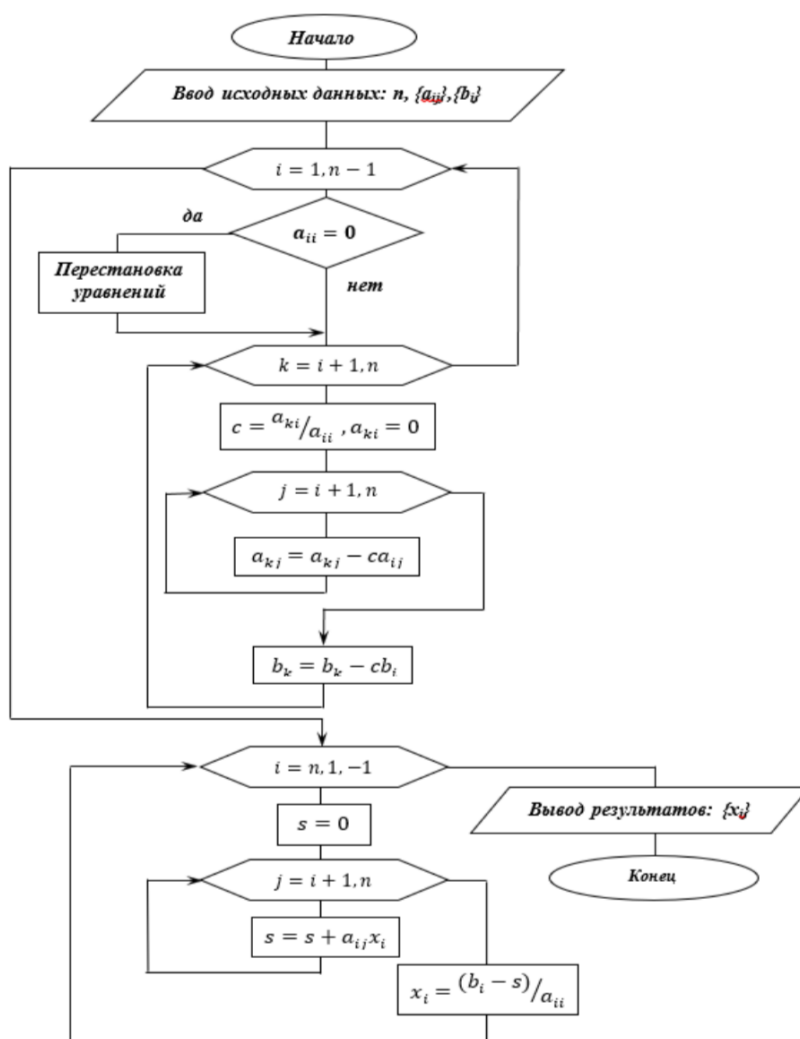 Начало
Ввод исходных данных: n, {aᵢⱼ},{bᵢ}
i = 1, n − 1
да
aᵢᵢ = 0
Перестановка
уравнений
нет
k = i + 1, n
c = aₖᵢ/aᵢᵢ , aₖᵢ = 0
j = i + 1, n
aₖⱼ = aₖⱼ − caᵢⱼ
bₖ = bₖ − cbᵢ
i = n, 1, −1
s = 0
Вывод результатов: {xᵢ}
j = i + 1, n
Конец
s = s + aᵢⱼxᵢ
xᵢ = (bᵢ − s)/aᵢᵢ